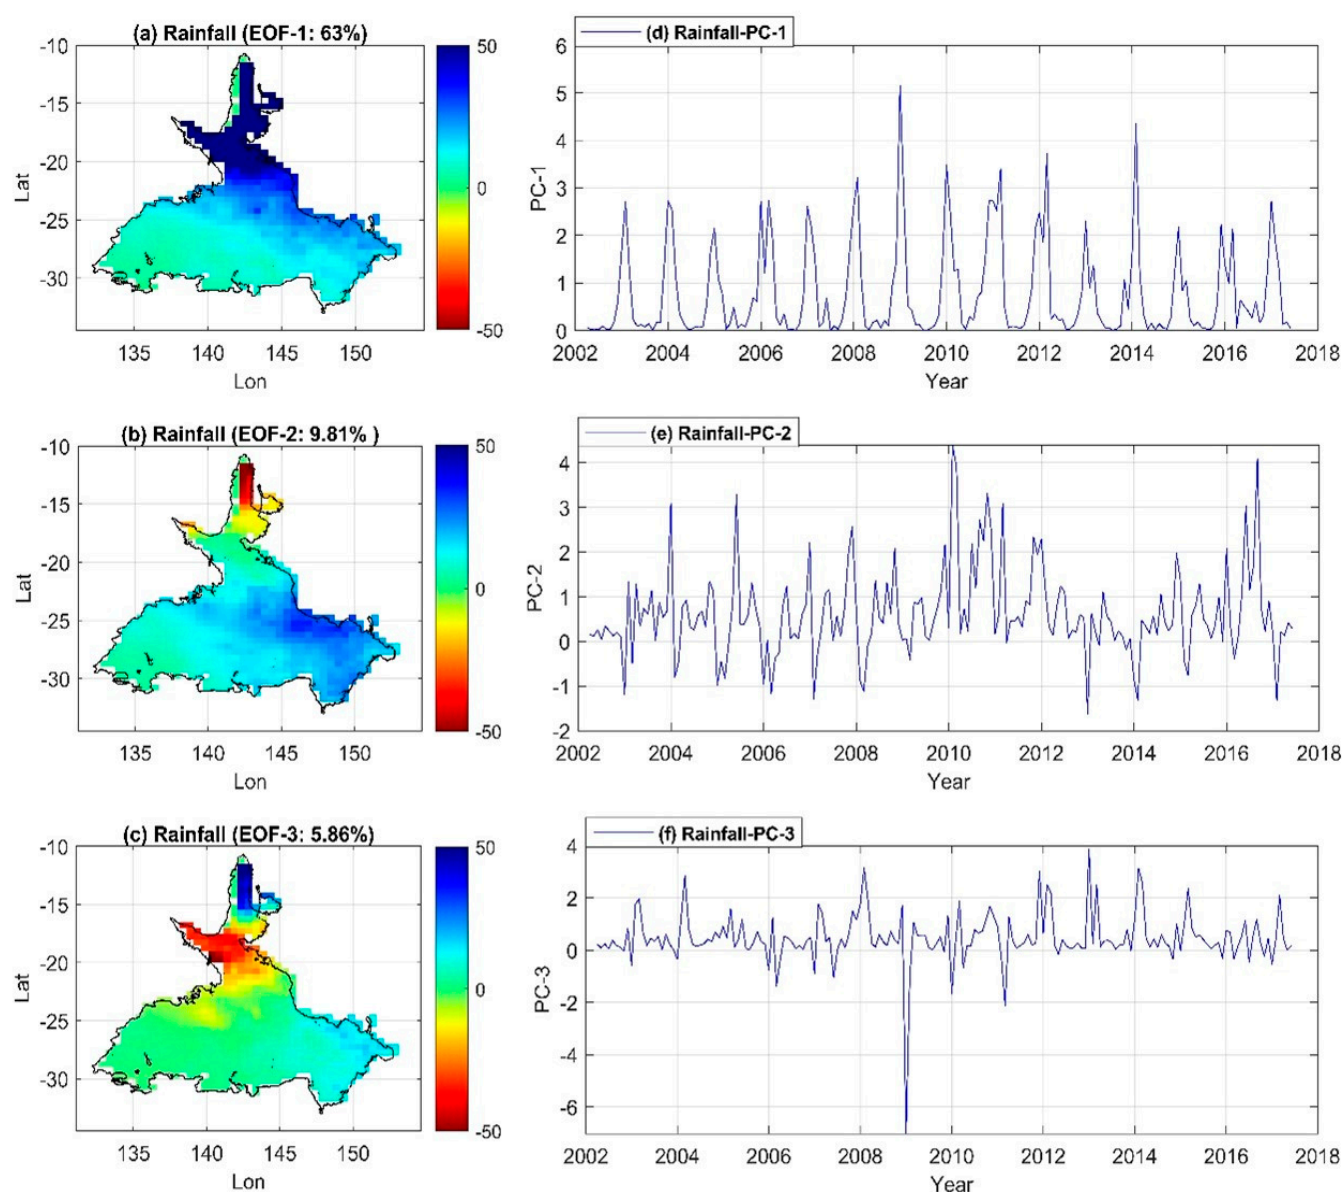 (a) Rainfall (EOF-1: 63%)
-10
-15
-20
-25
-30
Lat
135 140 145 150
Lon
50
0
-50
(d) Rainfall-PC-1
6
5
4
3
2
1
0
PC-1
2002 2004 2006 2008 2010 2012 2014 2016 2018
Year
(b) Rainfall (EOF-2: 9.81% )
-10
-15
-20
-25
-30
Lat
135 140 145 150
Lon
50
0
-50
(e) Rainfall-PC-2
4
3
2
1
0
-1
-2
PC-2
2002 2004 2006 2008 2010 2012 2014 2016 2018
Year
(c) Rainfall (EOF-3: 5.86%)
-10
-15
-20
-25
-30
Lat
135 140 145 150
Lon
50
0
-50
(f) Rainfall-PC-3
4
2
0
-2
-4
-6
PC-3
2002 2004 2006 2008 2010 2012 2014 2016 2018
Year